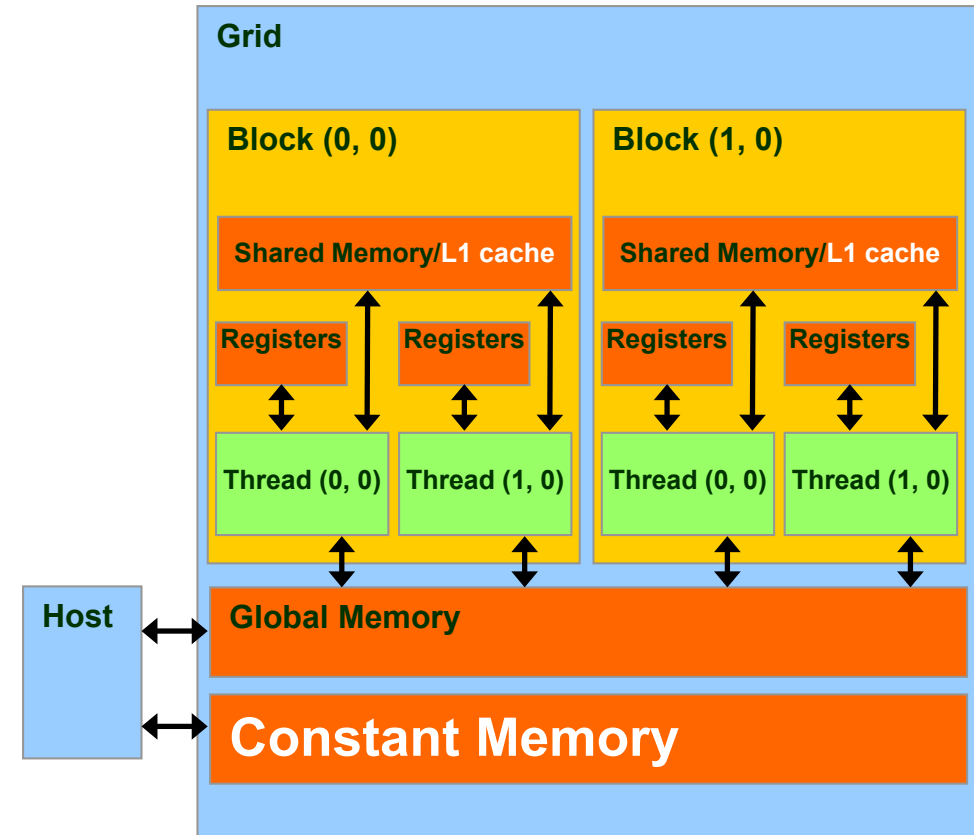 Grid
Block (0, 0)
Block (1, 0)
Shared Memory/L1 cache
Shared Memory/L1 cache
Registers
Registers
Registers
Registers
Thread (0, 0)
Thread (1, 0)
Thread (0, 0)
Thread (1, 0)
Host
Global Memory
Constant Memory